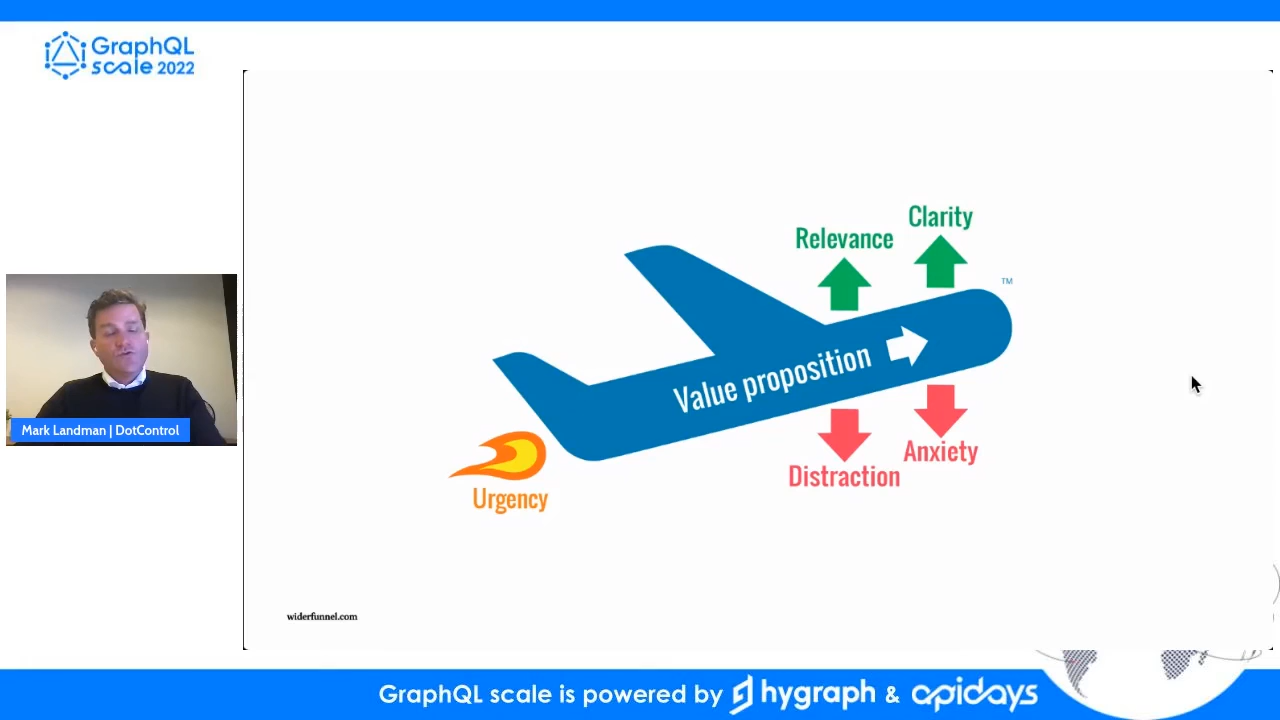 GraphQL
scale 2022
Clarity
Relevance
TM
Value proposition
Anxiety
Distraction
Urgency
Mark Landman | DotControl
widerfunnel.com
GraphQL scale is powered by hygraph & apidays